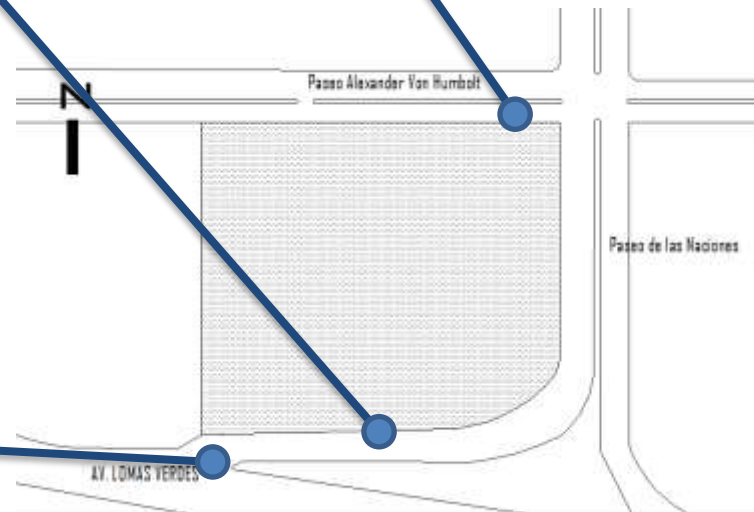 Paseo Alexander Von Humbolt
N
Paseo de las Naciones
AV. LOMAS VERDES